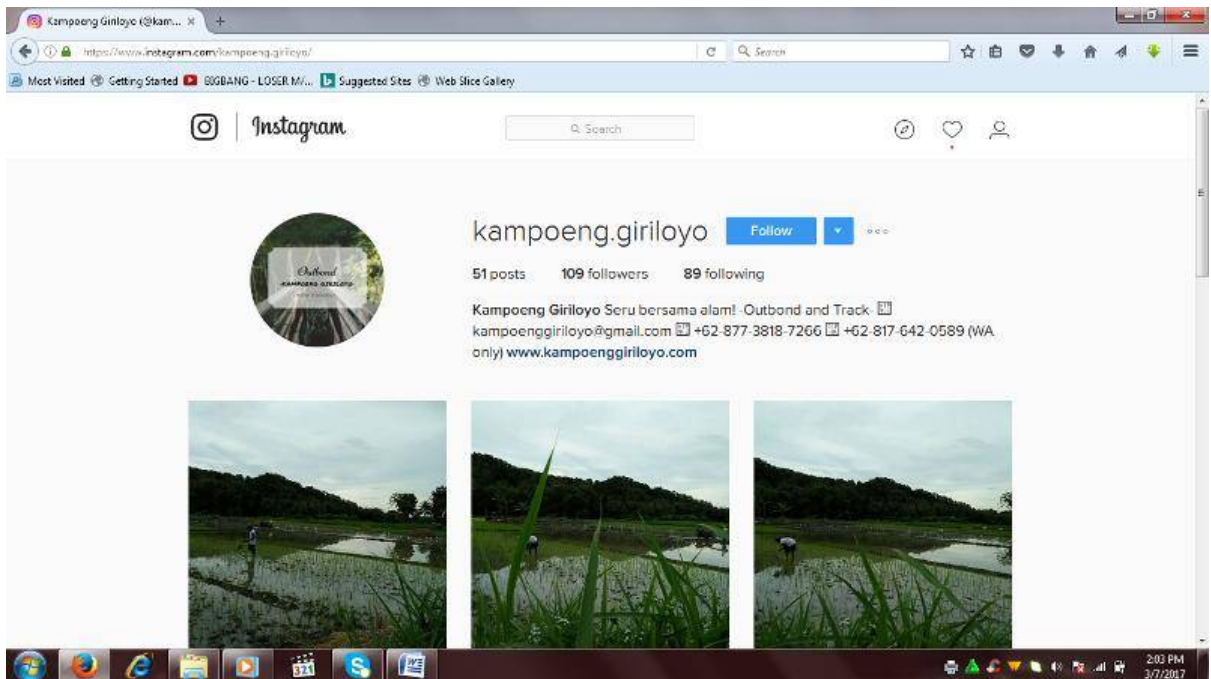 Kampoeng Giriloyo (@kam... × +
https://www.instagram.com/kampoeng.giriloyo/
Search
Most Visited Getting Started BIGBANG - LOSER M/... Suggested Sites Web Slice Gallery
Instagram
Search
kampoeng.giriloyo Follow
51 posts 109 followers 89 following
Kampoeng Giriloyo Seru bersama alam! -Outbond and Track-
kampoenggiriloyo@gmail.com +62-877-3818-7266 +62-817-642-0589 (WA
only) www.kampoenggiriloyo.com
Outbond
KAMPOENG GIRILOYO
321
2:03 PM
3/7/2017